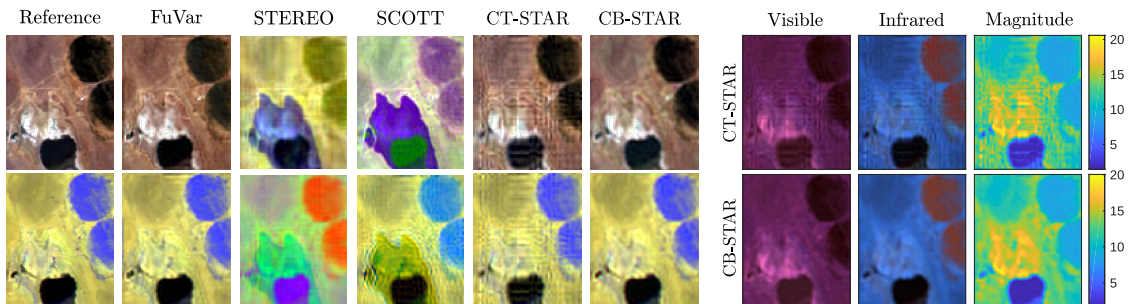 Reference FuVar STEREO SCOTT CT-STAR CB-STAR Visible Infrared Magnitude
CT-STAR
20
15
10
5
CB-STAR
20
15
10
5